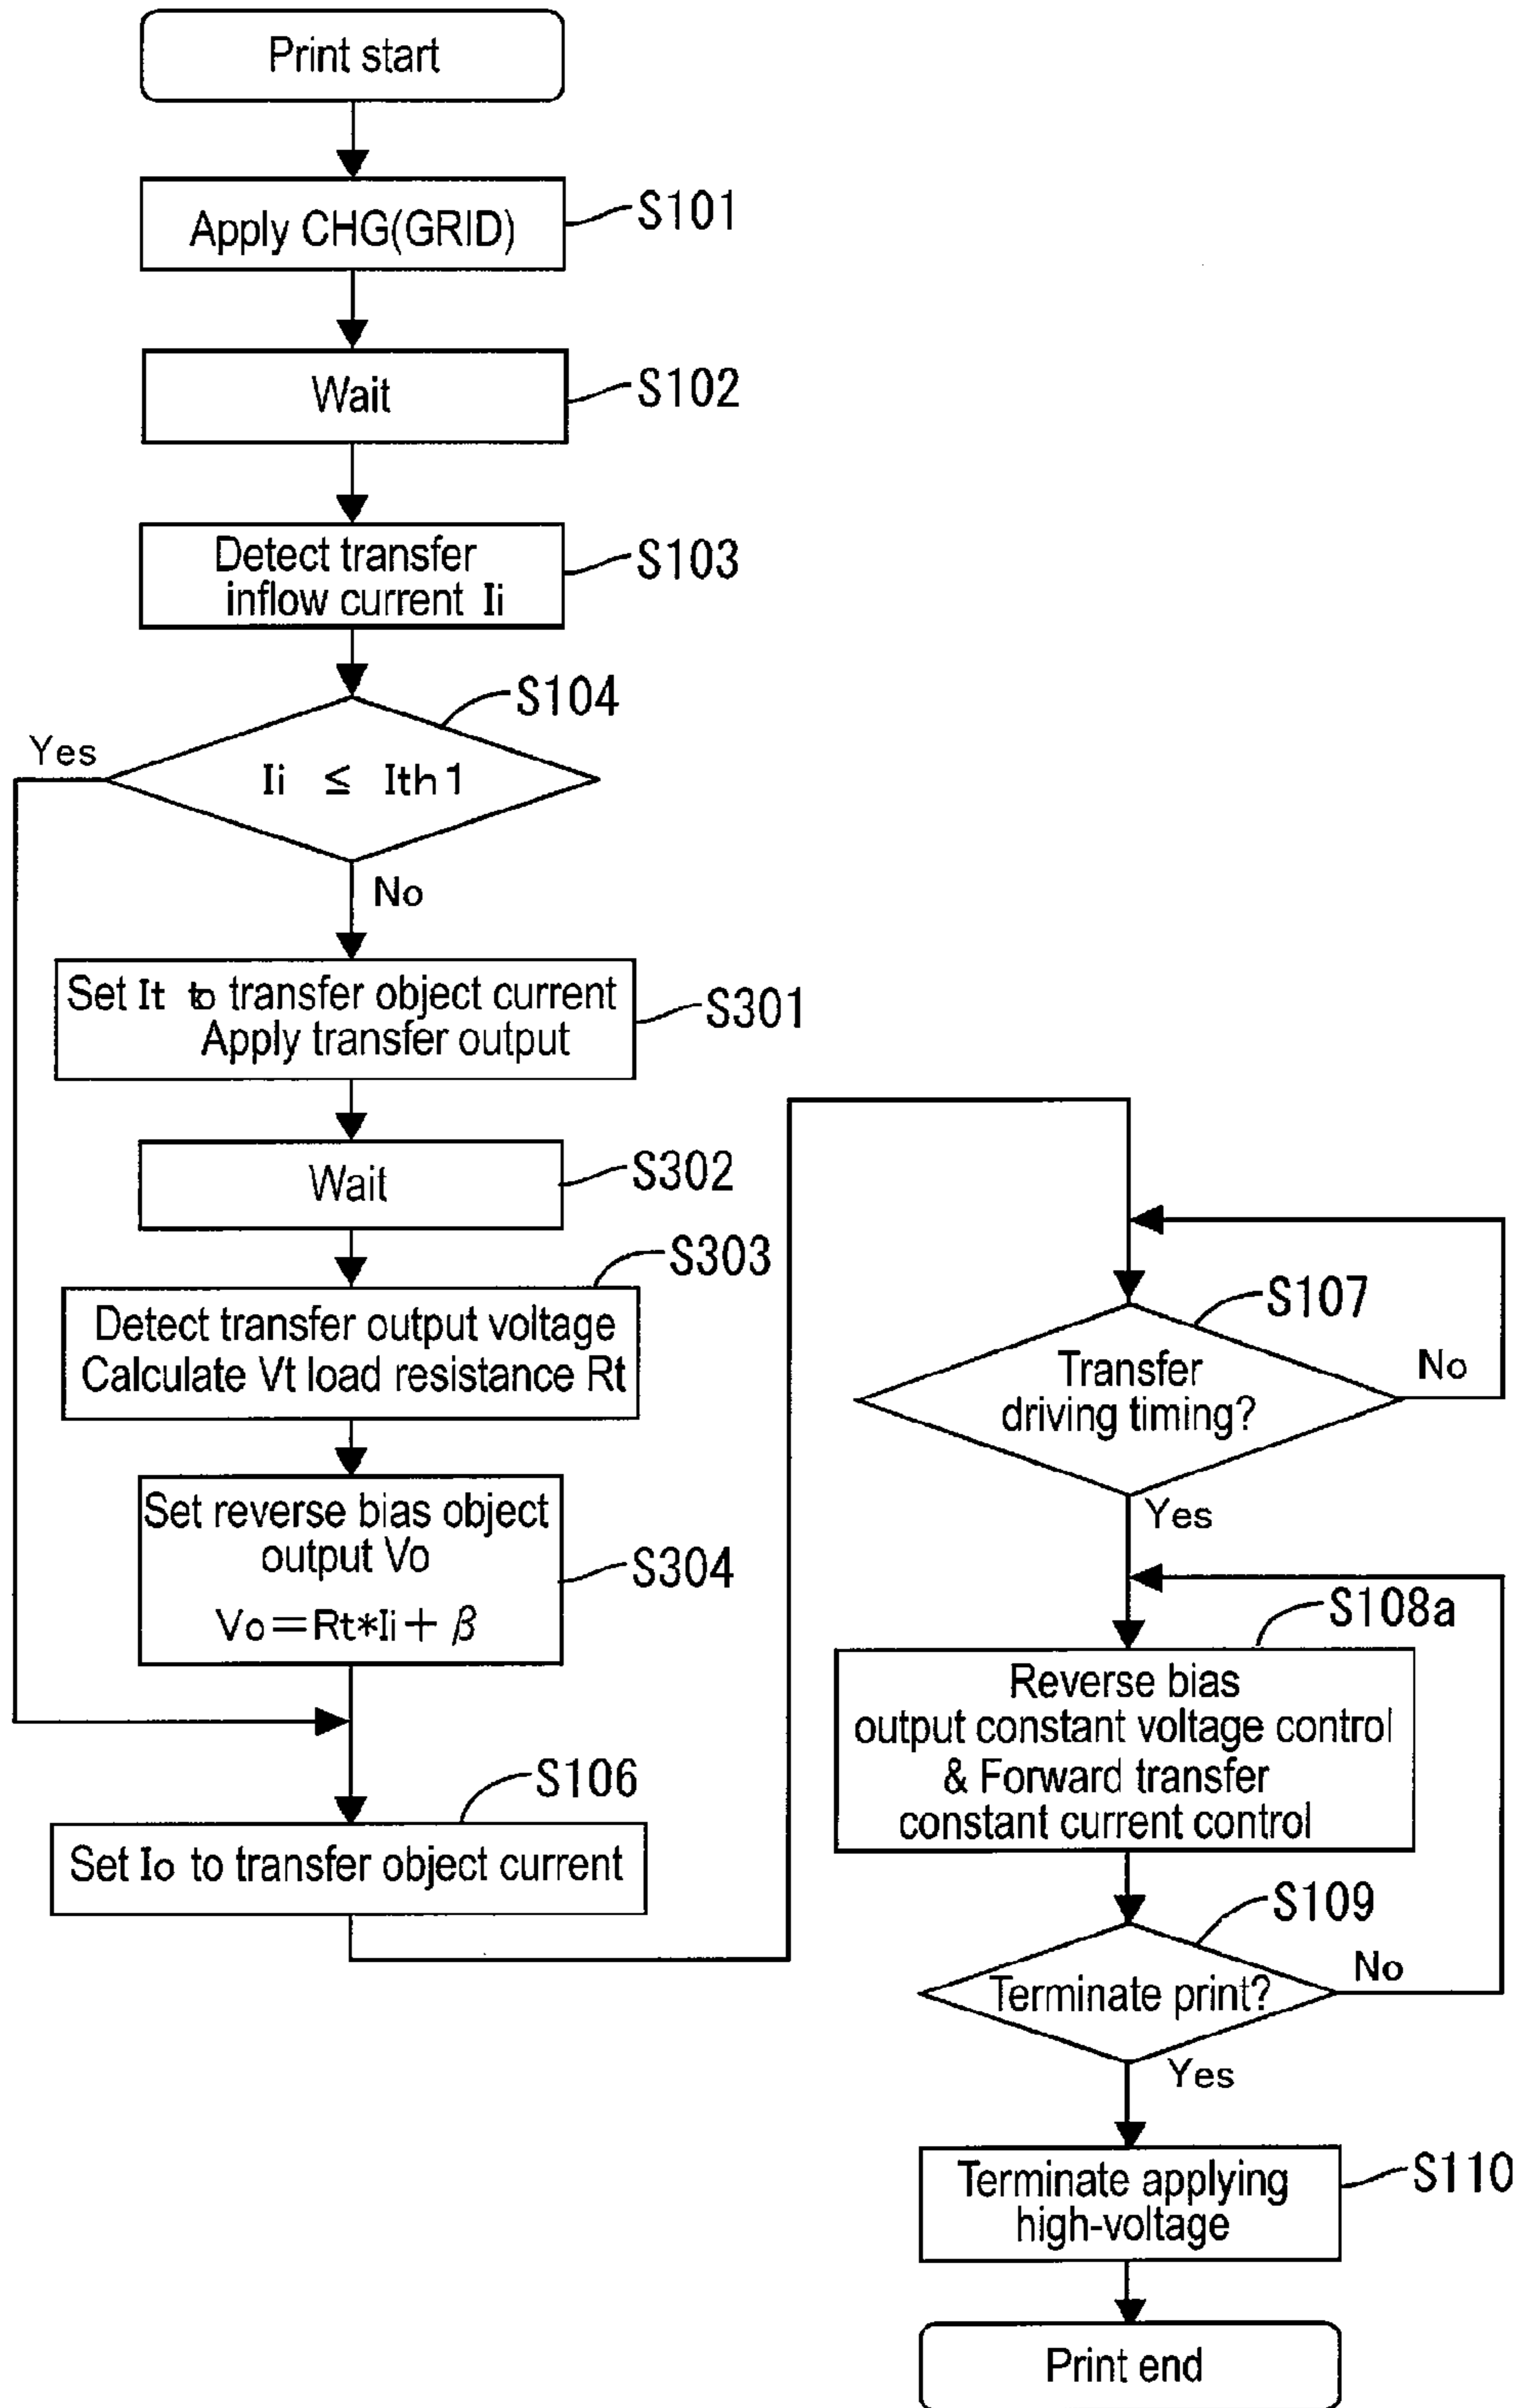 Print start
Apply CHG(GRID)
S101
Wait
S102
Detect transfer
inflow current Ii
S103
S104
Yes
Ii ≤ Ith1
No
Set It to transfer object current
Apply transfer output
S301
Wait
S302
S303
Detect transfer output voltage
Calculate Vt load resistance Rt
Set reverse bias object
output Vo
Vo=Rt*Ii+β
S304
S106
Set Io to transfer object current
S107
Transfer
driving timing?
No
Yes
S108a
Reverse bias
output constant voltage control
& Forward transfer
constant current control
S109
Terminate print?
No
Yes
Terminate applying
high-voltage
S110
Print end